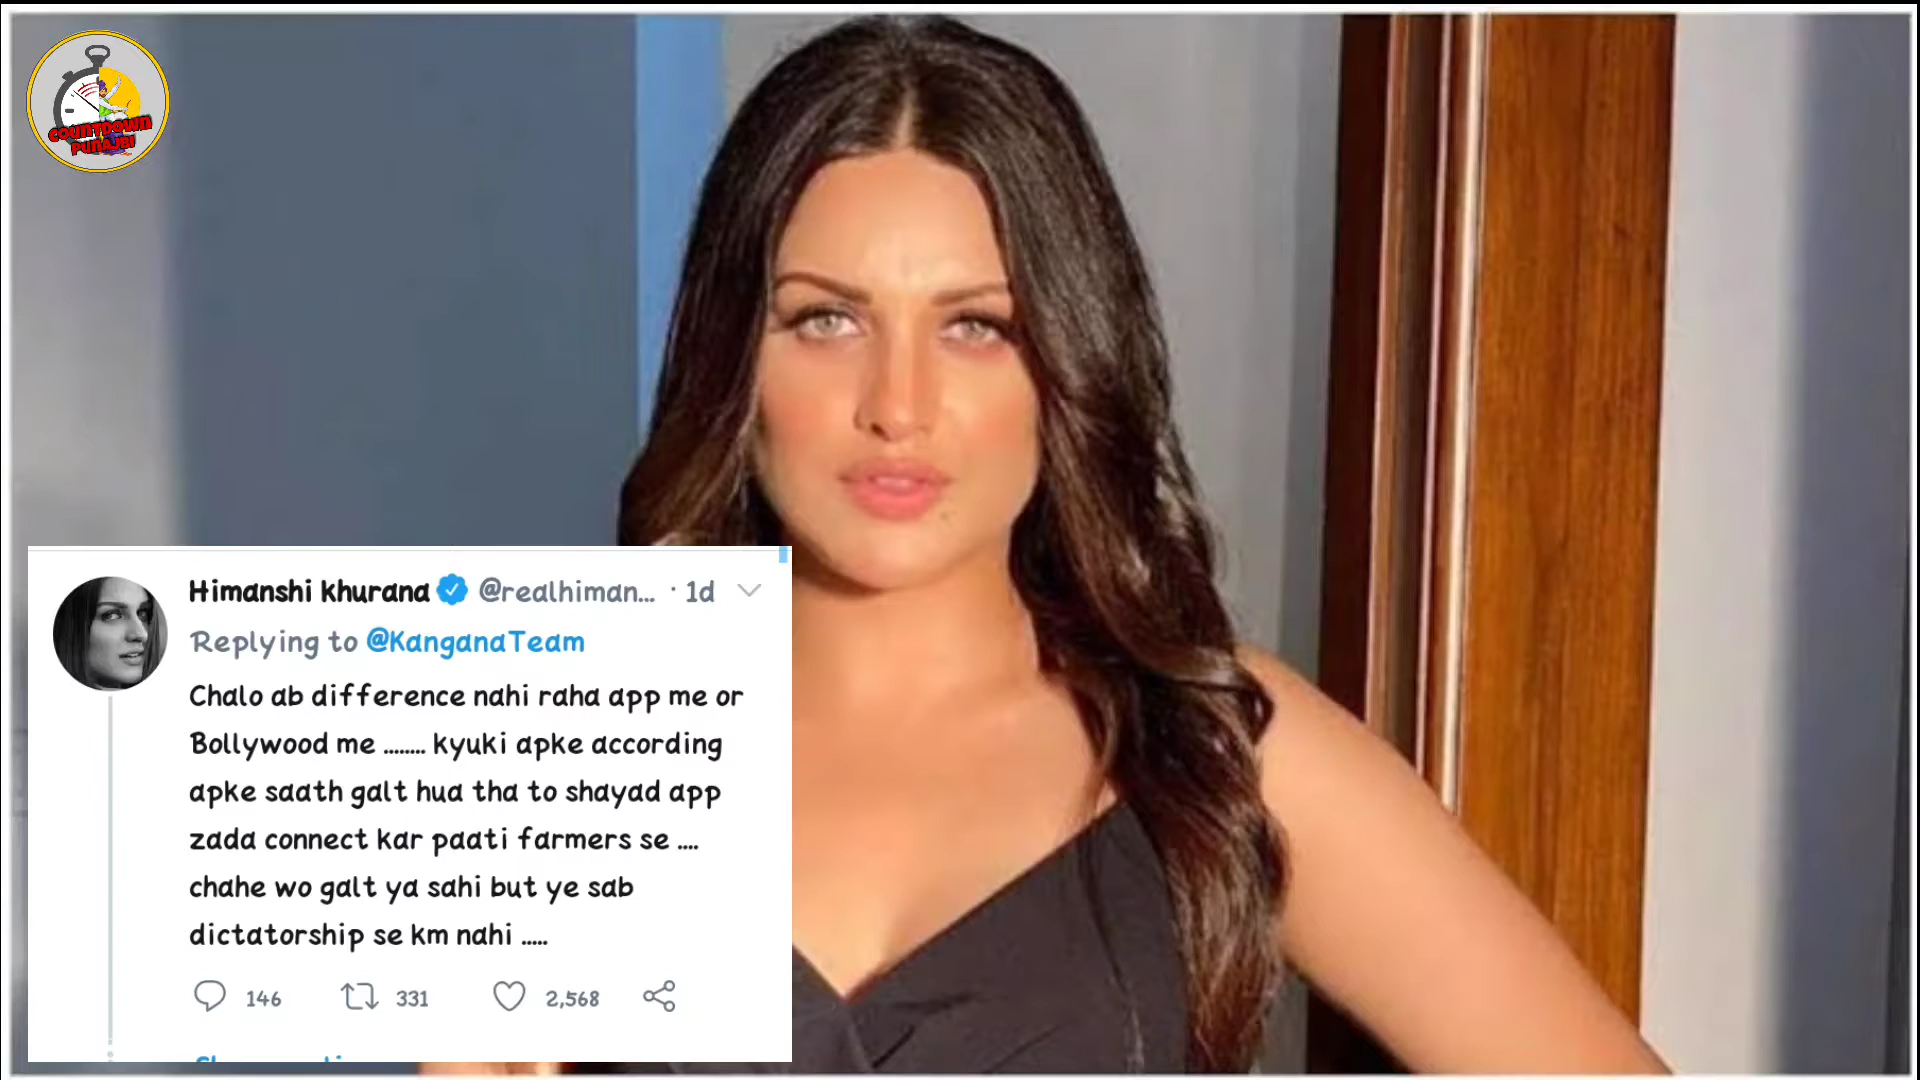 COUNTDOWN
PUNAJBI
Himanshi khurana @realhiman... · 1d
Replying to @KanganaTeam
Chalo ab difference nahi raha app me or
Bollywood me ........ kyuki apke according
apke saath galt hua tha to shayad app
zada connect kar paati farmers se ....
chahe wo galt ya sahi but ye sab
dictatorship se km nahi .....
146 331 2,568